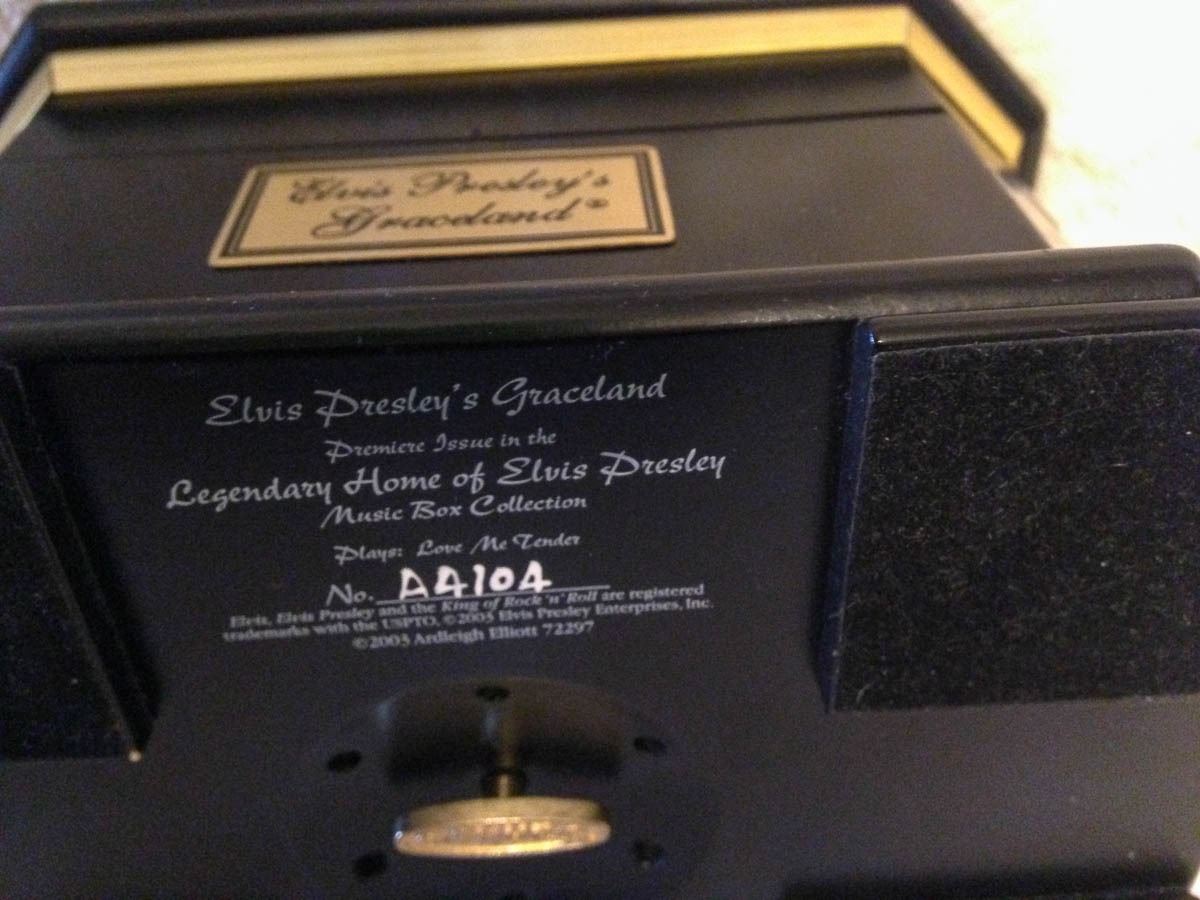 Elvis Presley's
Graceland®
Elvis Presley's Graceland
Premiere Issue in the
Legendary Home of Elvis Presley
Music Box Collection
Plays: Love Me Tender
No. A4104
Elvis, Elvis Presley and the King of Rock 'n' Roll are registered
trademarks with the USPTO, ©2003 Elvis Presley Enterprises, Inc.
©2003 Ardleigh Elliott 72297